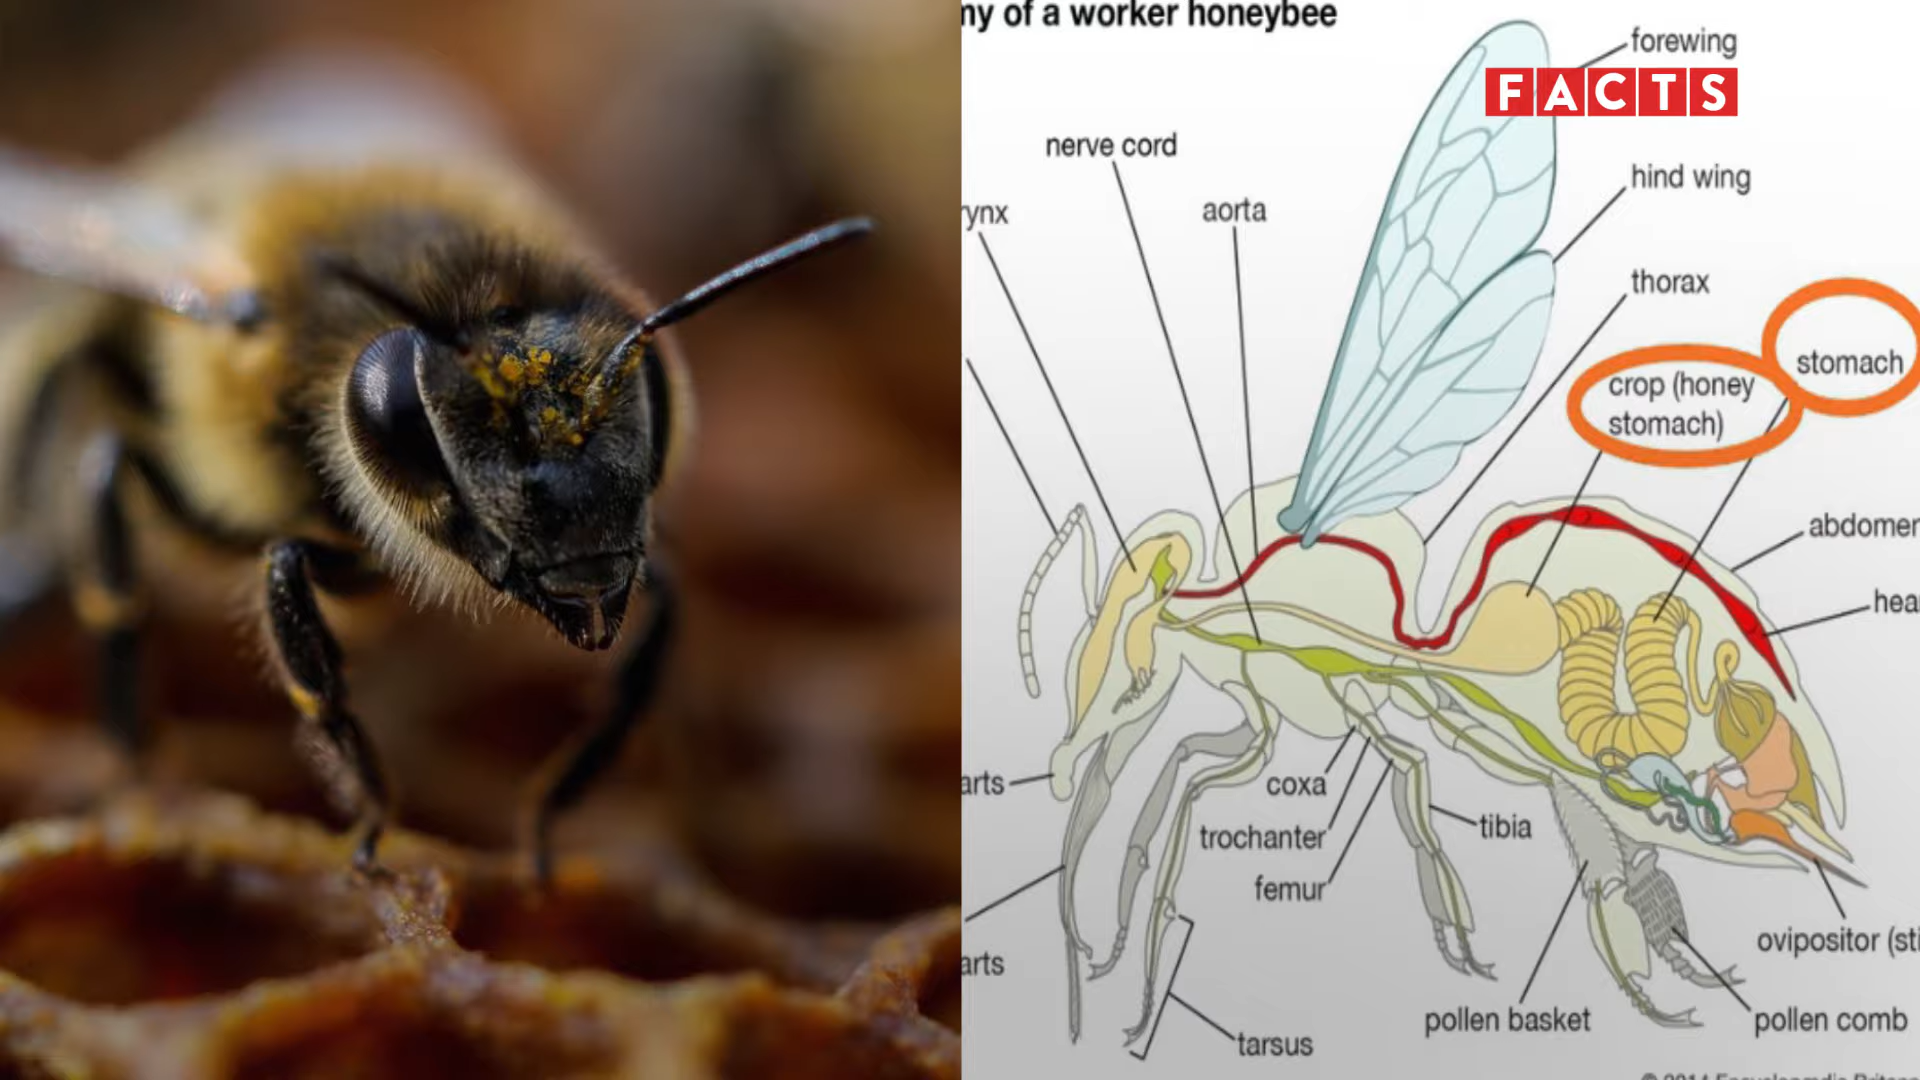 ny of a worker honeybee
forewing
FACTS
nerve cord
hind wing
rynx
aorta
thorax
stomach
crop (honey
stomach)
abdomen
hea
arts
coxa
tibia
trochanter
femur
ovipositor (sti
arts
pollen basket
pollen comb
tarsus